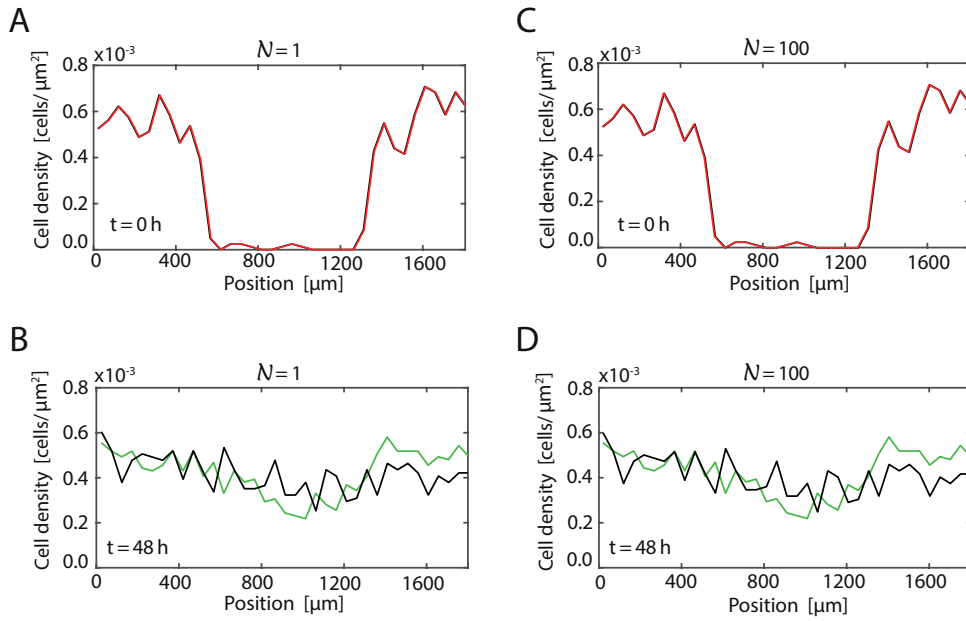 A
x10-3
N = 1
0.8
0.6
0.4
0.2
0.0
Cell density [cells/μm²]
t = 0 h
0 400 800 1200 1600
Position [μm]
C
x10-3
N = 100
0.8
0.6
0.4
0.2
0.0
Cell density [cells/μm²]
t = 0 h
0 400 800 1200 1600
Position [μm]
B
x10-3
N = 1
0.8
0.6
0.4
0.2
0.0
Cell density [cells/μm²]
t = 48 h
0 400 800 1200 1600
Position [μm]
D
x10-3
N = 100
0.8
0.6
0.4
0.2
0.0
Cell density [cells/μm²]
t = 48 h
0 400 800 1200 1600
Position [μm]